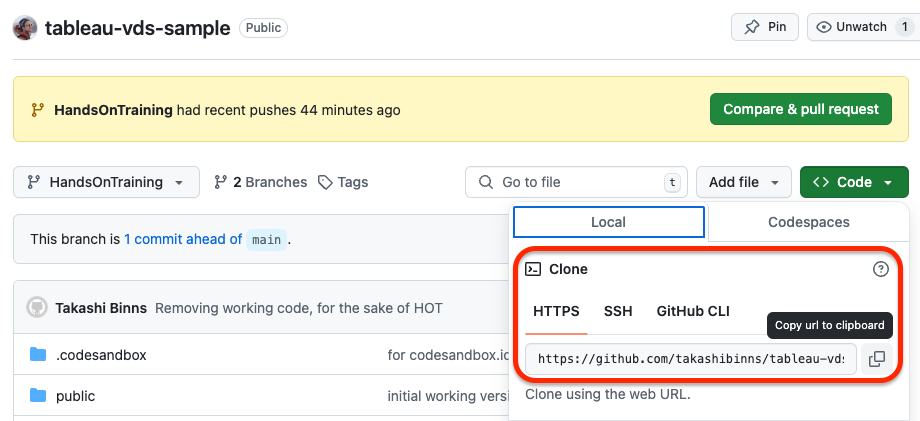 tableau-vds-sample Public Pin Unwatch 1
HandsOnTraining had recent pushes 44 minutes ago Compare & pull request
HandsOnTraining 2 Branches Tags Go to file t Add file <> Code
Local Codespaces
This branch is 1 commit ahead of main .
Clone
HTTPS SSH GitHub CLI
Copy url to clipboard
https://github.com/takashibinns/tableau-vds
Clone using the web URL.
Takashi Binns Removing working code, for the sake of HOT
.codesandbox for codesandbox.io
public initial working versi